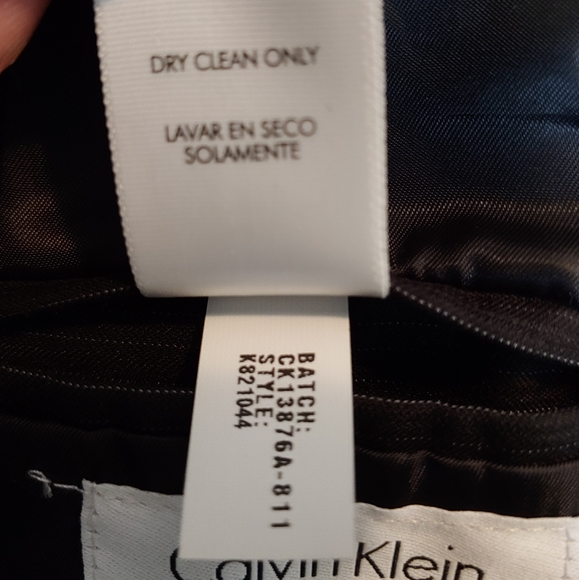 DRY CLEAN ONLY
LAVAR EN SECO
SOLAMENTE
BATCH:
CK13876A-811
STYLE:
K821044
Calvin Klein